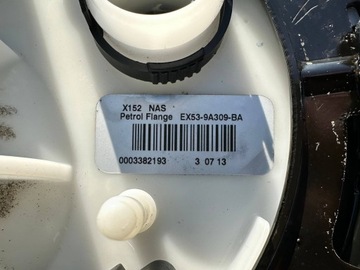 X152 NAS
Petrol Flange EX53-9A309-BA
0003382193 3 07 13